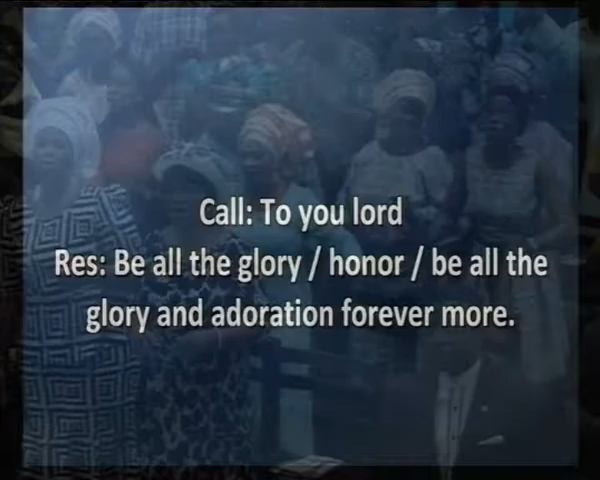 Call: To you lord
Res: Be all the glory / honor / be all the
glory and adoration forever more.